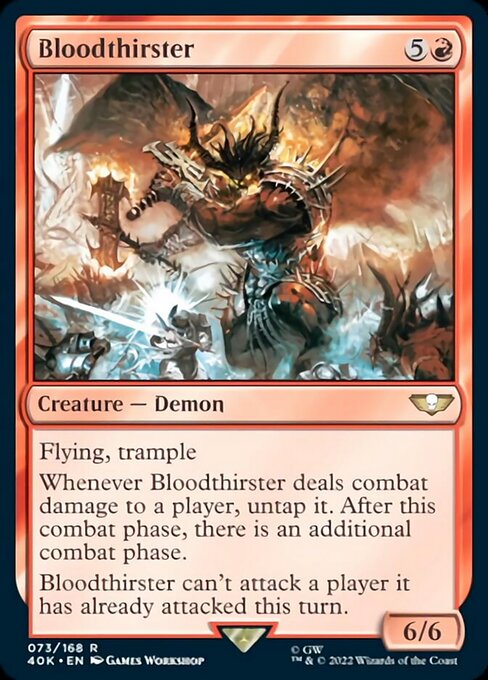 Bloodthirster 5
Creature — Demon
Flying, trample
Whenever Bloodthirster deals combat
damage to a player, untap it. After this
combat phase, there is an additional
combat phase.
Bloodthirster can't attack a player it
has already attacked this turn.
6/6
073/168 R
40K • EN GAMES WORKSHOP
© GW
™ & © 2022 Wizards of the Coast